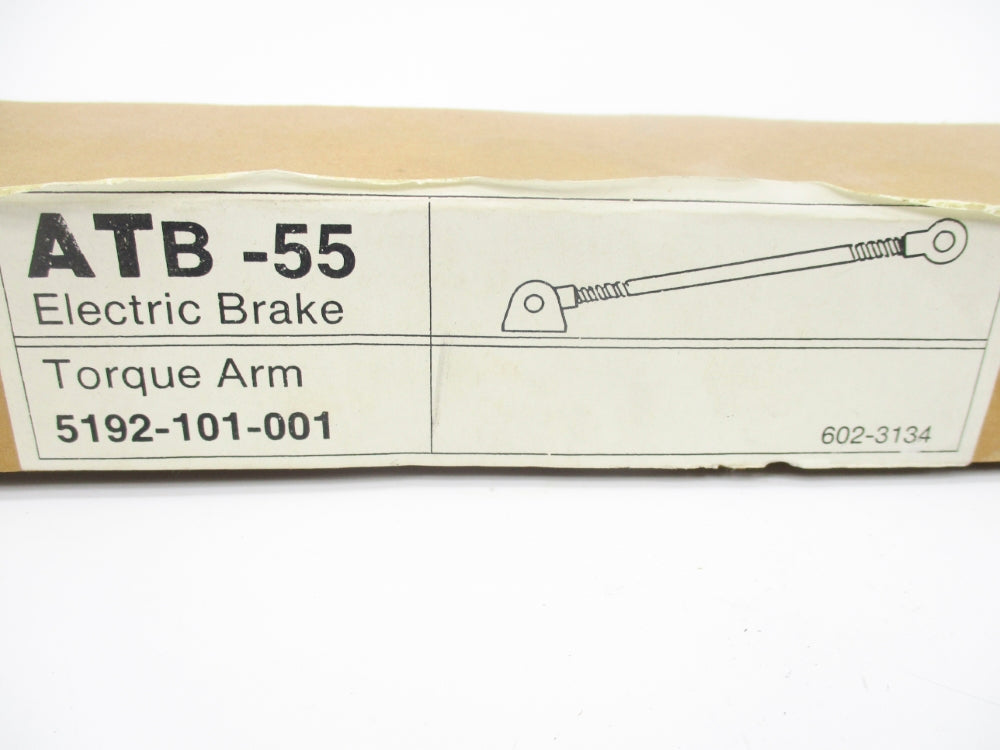 ATB -55
Electric Brake
Torque Arm
5192-101-001
602-3134